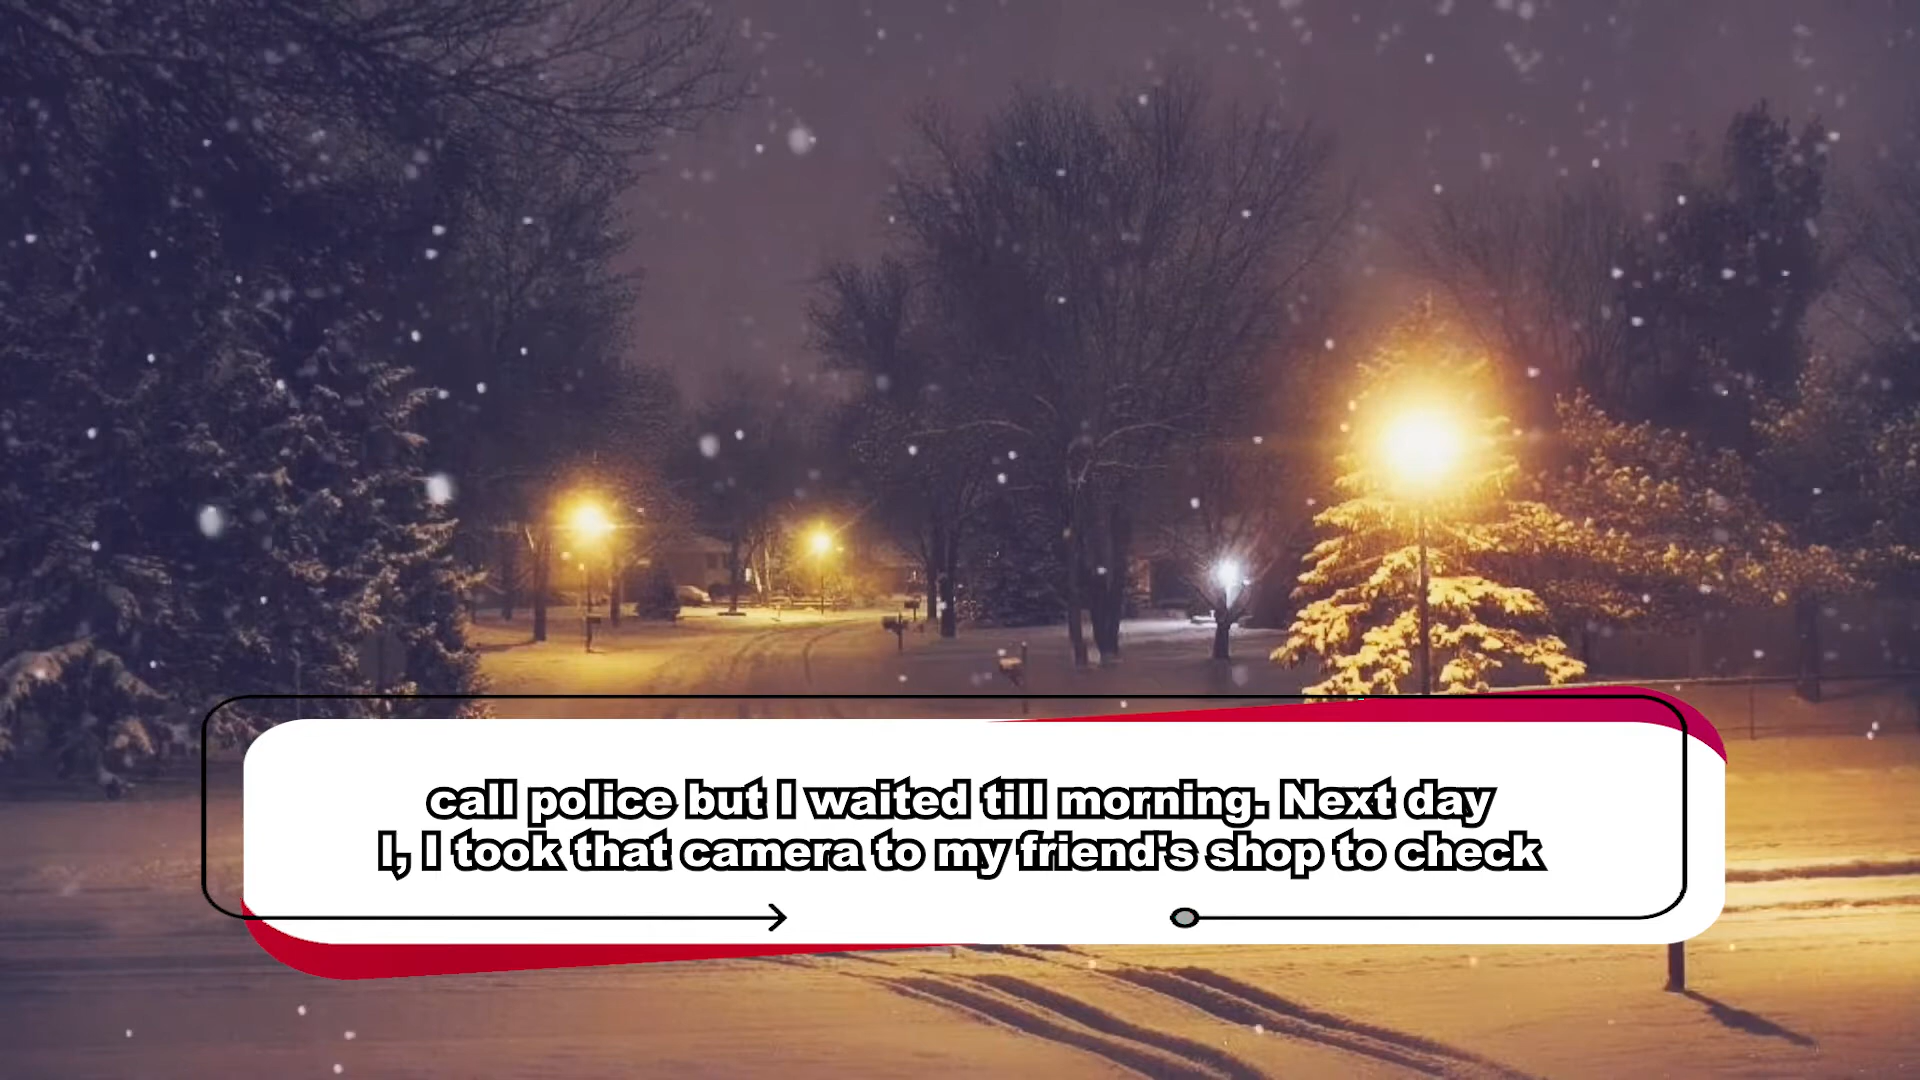 call police but I waited till morning. Next day
I, I took that camera to my friend's shop to check